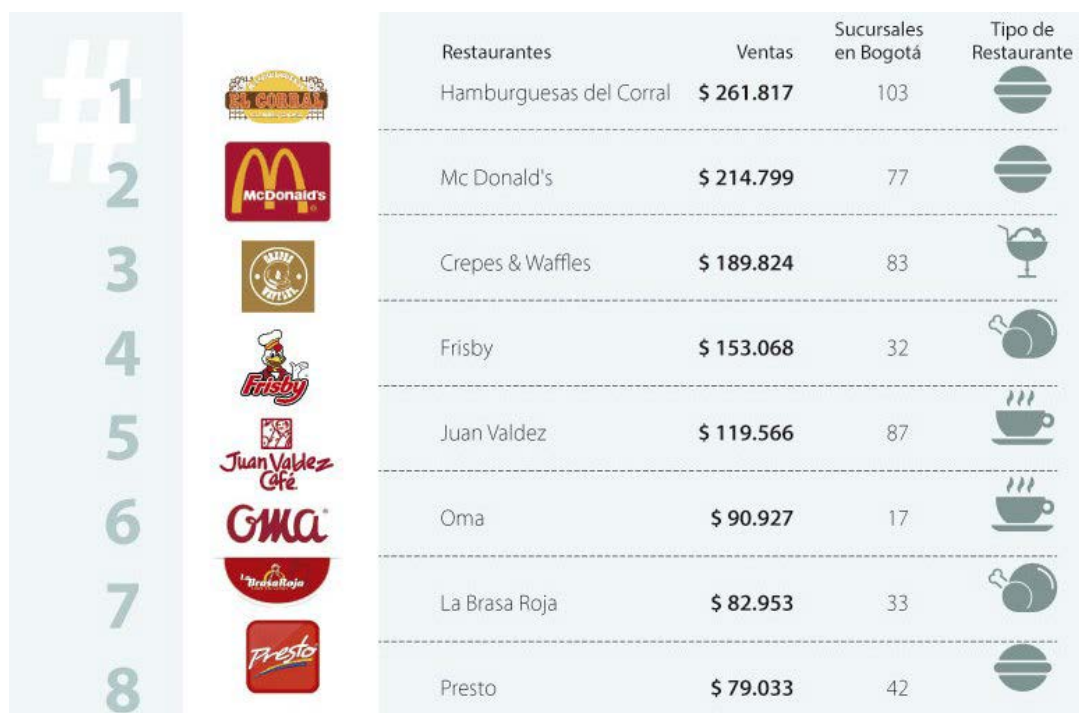 Restaurantes Ventas Sucursales en Bogotá Tipo de Restaurante
#1 EL CORRAL Hamburguesas del Corral $ 261.817 103
2 McDonald's Mc Donald's $ 214.799 77
3 CREPES WAFFLES Crepes & Waffles $ 189.824 83
4 Frisby Frisby $ 153.068 32
5 Juan Valdez Café Juan Valdez $ 119.566 87
6 Oma Oma $ 90.927 17
7 La Brasa Roja La Brasa Roja $ 82.953 33
8 Presto Presto $ 79.033 42